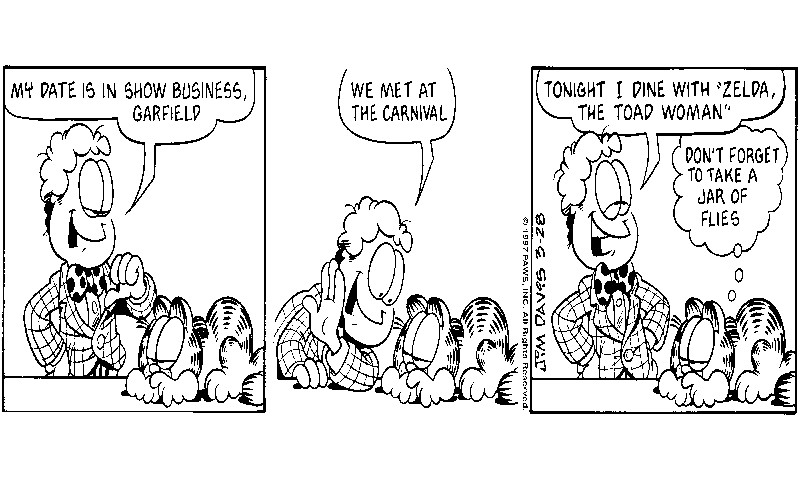 MY DATE IS IN SHOW BUSINESS,
GARFIELD
WE MET AT
THE CARNIVAL
TONIGHT I DINE WITH "ZELDA,
THE TOAD WOMAN"
DON'T FORGET
TO TAKE A
JAR OF
FLIES
© 1997 PAWS, INC. All Rights Reserved.
JIM DAVIS 3-28